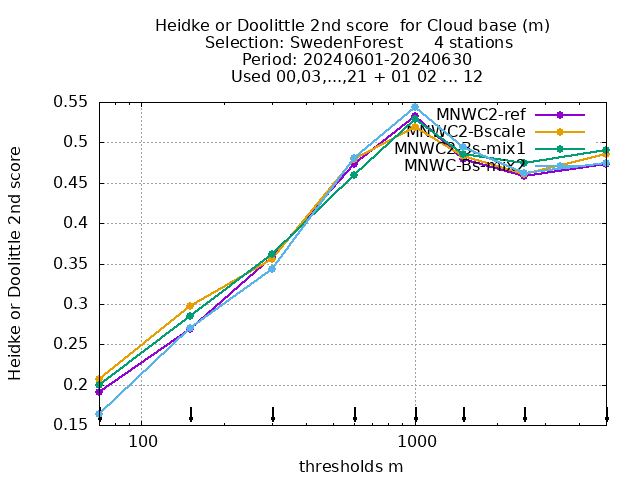 Heidke or Doolittle 2nd score  for Cloud base (m)
Selection: SwedenForest      4 stations
Period: 20240601-20240630
Used 00,03,...,21 + 01 02 ... 12
MNWC2-ref
MNWC2-Bscale
MNWC2-Bs-mix1
MNWC-Bs-mix2
Heidke or Doolittle 2nd score
0.55
0.5
0.45
0.4
0.35
0.3
0.25
0.2
0.15
100
1000
thresholds m